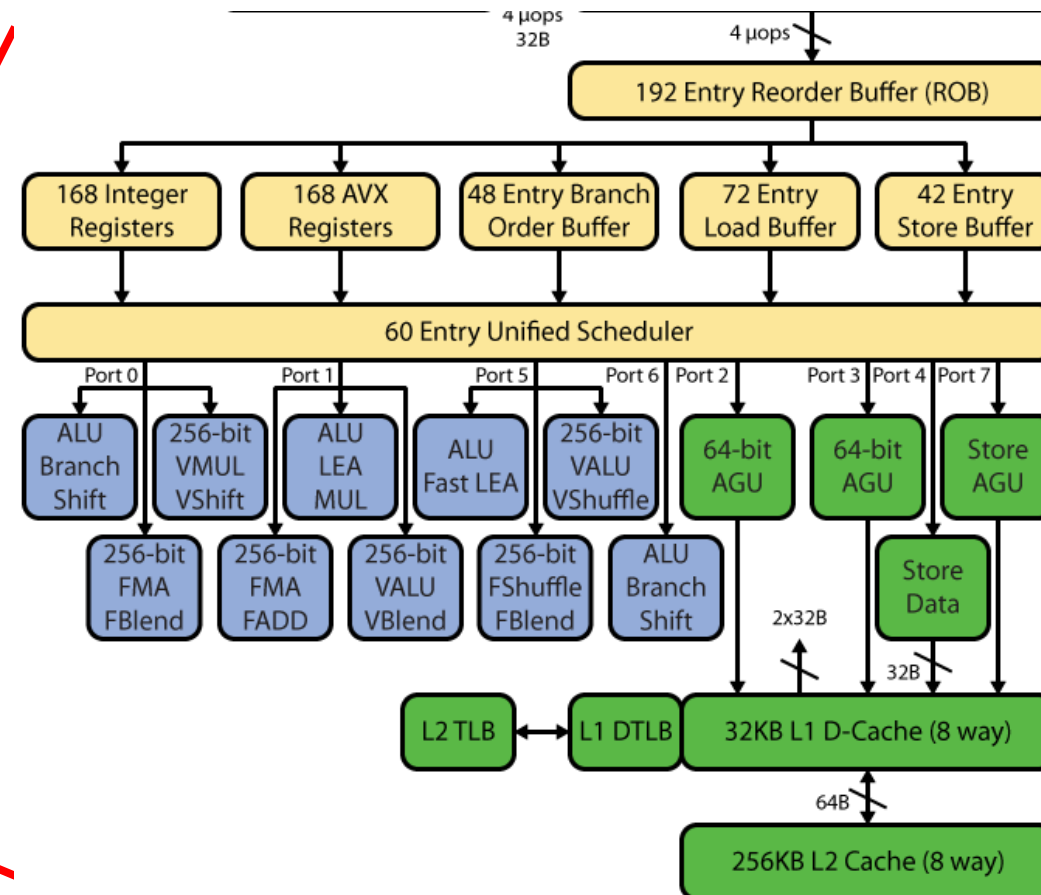 4 µops
32B
4 µops
192 Entry Reorder Buffer (ROB)
168 Integer
Registers
168 AVX
Registers
48 Entry Branch
Order Buffer
72 Entry
Load Buffer
42 Entry
Store Buffer
60 Entry Unified Scheduler
Port 0
Port 1
Port 5
Port 6
Port 2
Port 3
Port 4
Port 7
ALU
Branch
Shift
256-bit
VMUL
VShift
ALU
LEA
MUL
ALU
Fast LEA
256-bit
VALU
VShuffle
64-bit
AGU
64-bit
AGU
Store
AGU
256-bit
FMA
FBlend
256-bit
FMA
FADD
256-bit
VALU
VBlend
256-bit
FShuffle
FBlend
ALU
Branch
Shift
Store
Data
2x32B
32B
L2 TLB
L1 DTLB
32KB L1 D-Cache (8 way)
64B
256KB L2 Cache (8 way)